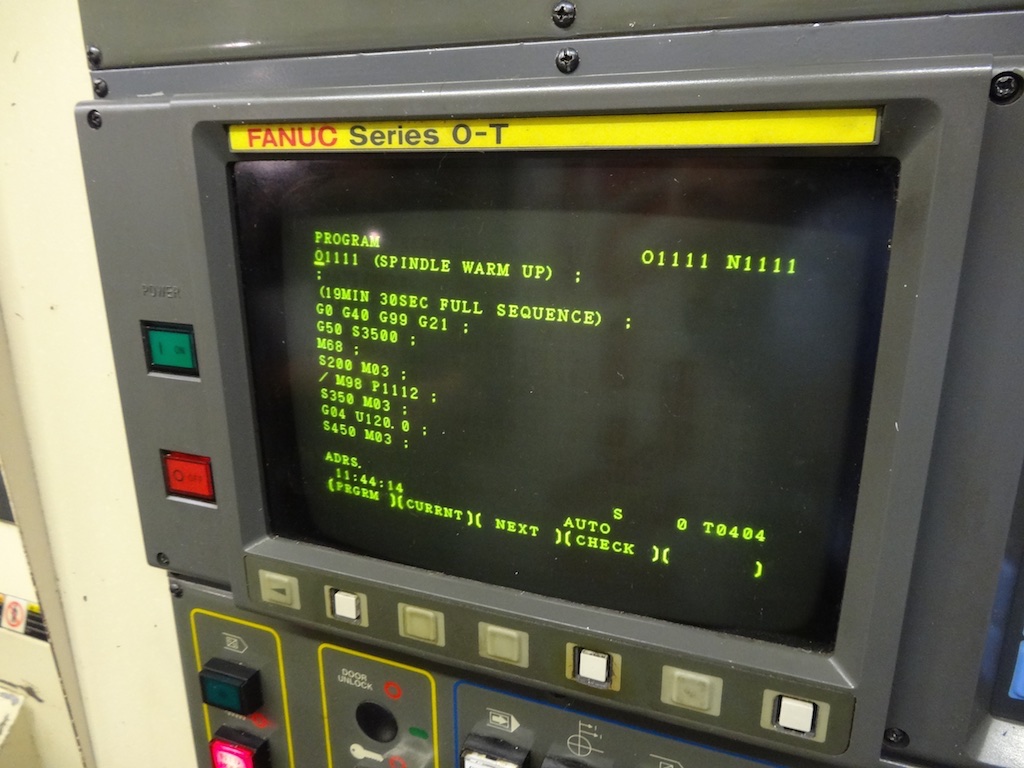 FANUC Series O-T
PROGRAM
O1111 N1111
O1111 (SPINDLE WARM UP) ;
;
(19MIN 30SEC FULL SEQUENCE) ;
G0 G40 G99 G21 ;
G50 S3500 ;
M68 ;
S200 M03 ;
/ M98 P1112 ;
S350 M03 ;
G04 U120.0 ;
S450 M03 ;
ADRS.
S 0 T0404
11:44:14 AUTO
(PRGRM )(CURRNT)( NEXT )(CHECK )( )
POWER
I ON
O OFF
DOOR
UNLOCK